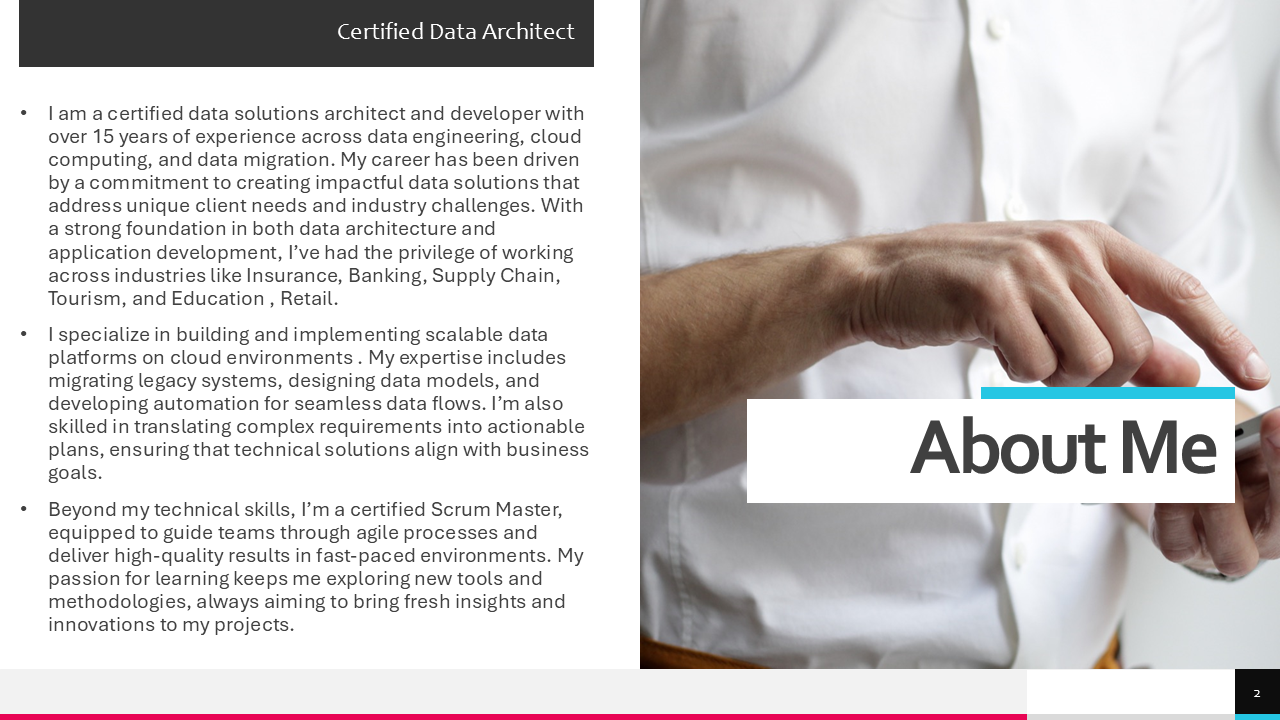 Certified Data Architect
• I am a certified data solutions architect and developer with
over 15 years of experience across data engineering, cloud
computing, and data migration. My career has been driven
by a commitment to creating impactful data solutions that
address unique client needs and industry challenges. With
a strong foundation in both data architecture and
application development, I’ve had the privilege of working
across industries like Insurance, Banking, Supply Chain,
Tourism, and Education , Retail.
• I specialize in building and implementing scalable data
platforms on cloud environments . My expertise includes
migrating legacy systems, designing data models, and
developing automation for seamless data flows. I’m also
skilled in translating complex requirements into actionable
plans, ensuring that technical solutions align with business
goals.
• Beyond my technical skills, I’m a certified Scrum Master,
equipped to guide teams through agile processes and
deliver high-quality results in fast-paced environments. My
passion for learning keeps me exploring new tools and
methodologies, always aiming to bring fresh insights and
innovations to my projects.
About Me
2